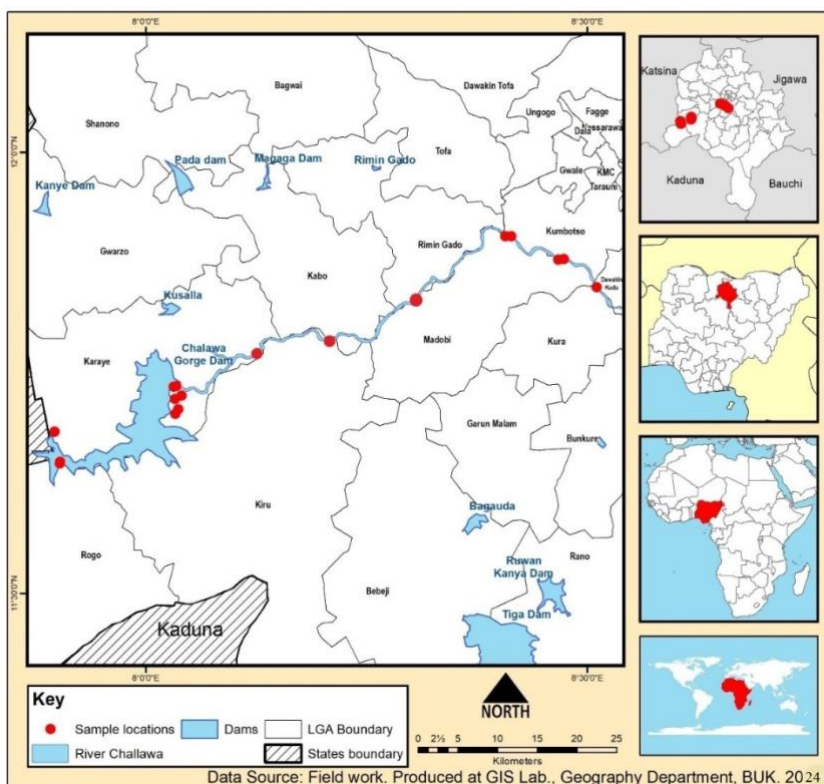 8°0'0"E
8°30'0"E
Bagwai
Dawakin Tofa
Shanono
Ungogo
Fagge
Nassarawa
Dala
Tofa
12°0'0"N
Pada dam
Magaga Dam
Rimin Gado
Gwale
KMC
Tarauni
Kanye Dam
Gwarzo
Rimin Gado
Kumbotso
Kabo
Dawakin
Kudu
Kusalla
Karaye
Chalawa
Gorge Dam
Madobi
Kura
Garun Malam
Bunkure
Kiru
Bagauda
Rogo
Ruwan
Kanya Dam
Rano
Bebeji
11°30'0"N
Tiga Dam
Kaduna
8°0'0"E
8°30'0"E
Katsina
Jigawa
Kaduna
Bauchi
Key
Sample locations
Dams
LGA Boundary
River Challawa
States boundary
NORTH
0 2½ 5 10 15 20 25
Kilometers
Data Source: Field work. Produced at GIS Lab., Geography Department, BUK. 2024